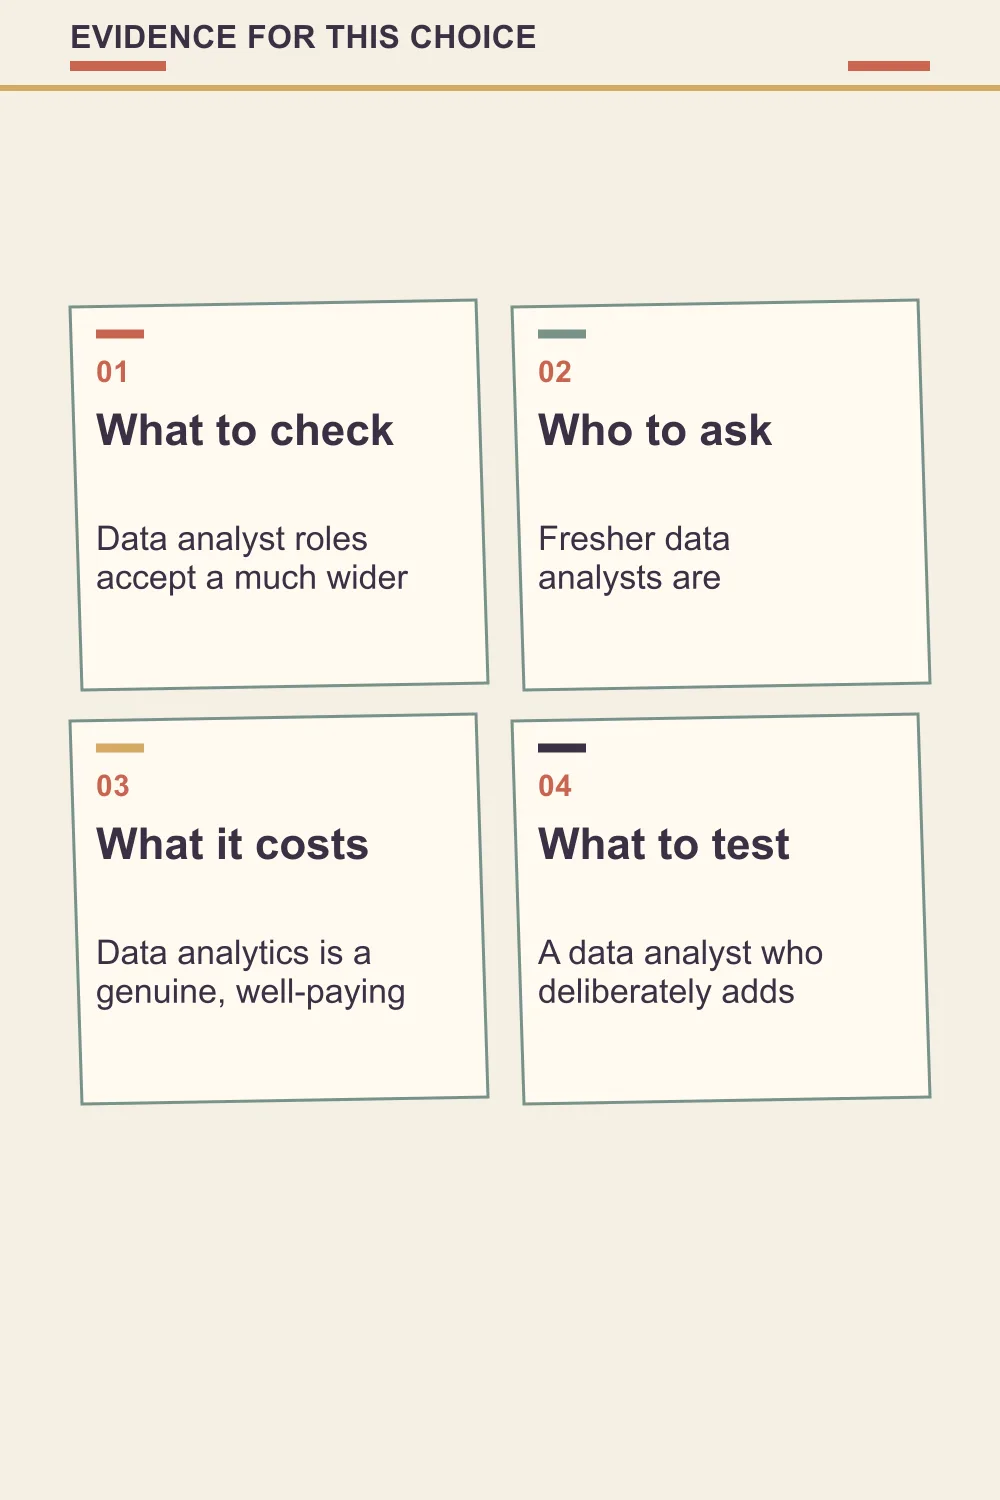 EVIDENCE FOR THIS CHOICE
01
What to check
Data analyst roles
accept a much wider
02
Who to ask
Fresher data
analysts are
03
What it costs
Data analytics is a
genuine, well-paying
04
What to test
A data analyst who
deliberately adds